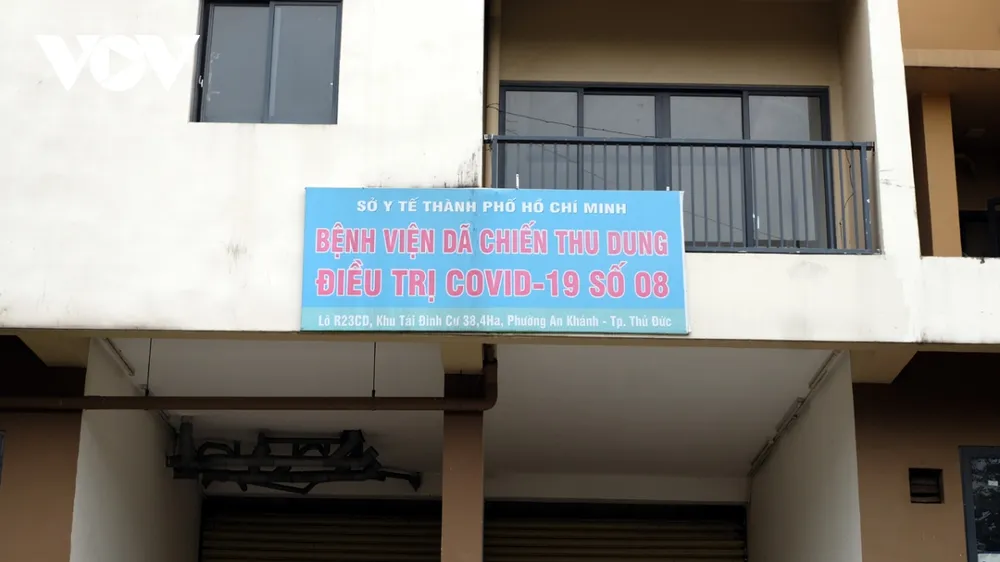 VOV
SỞ Y TẾ THÀNH PHỐ HỒ CHÍ MINH
BỆNH VIỆN DÃ CHIẾN THU DUNG
ĐIỀU TRỊ COVID-19 SỐ 08
Lô R23CD, Khu Tái Định Cư 38,4Ha, Phường An Khánh - Tp. Thủ Đức